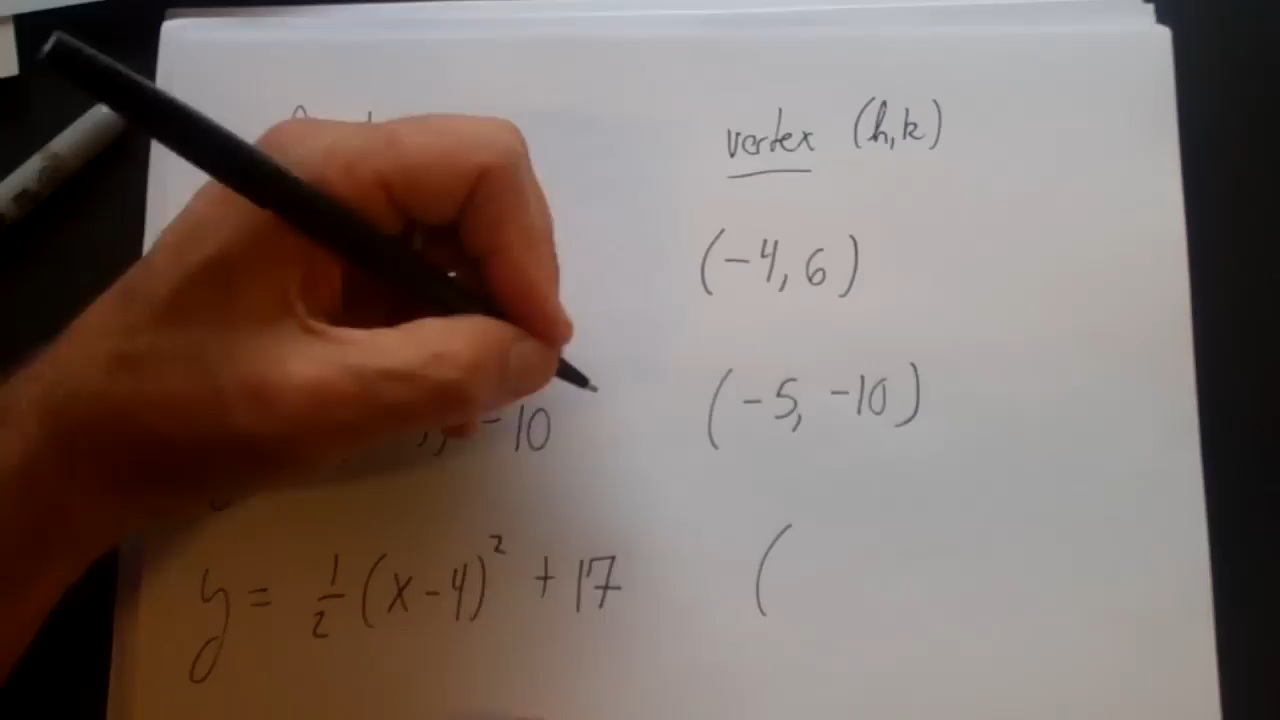 vertex (h,k)
(-4, 6)
-10 (-5, -10)
y = 1/2 (x-4)² + 17 (